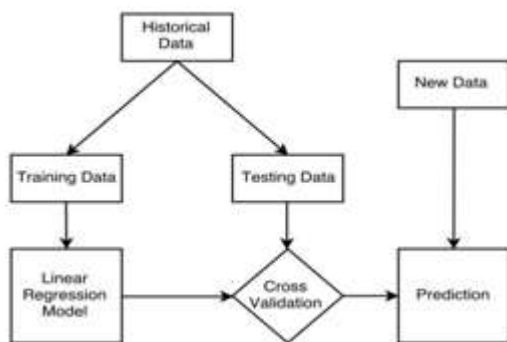 Historical
Data
New Data
Training Data
Testing Data
Linear
Regression
Model
Cross
Validation
Prediction